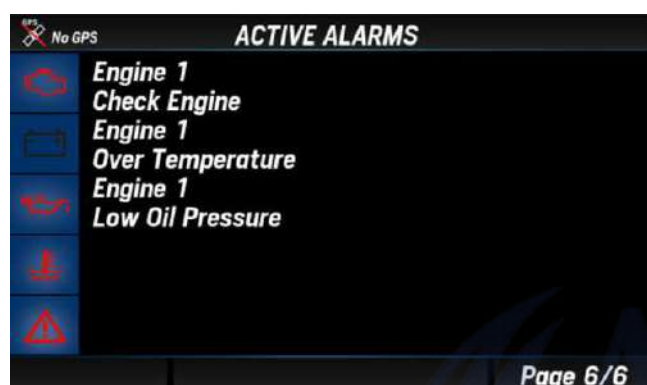 GPS
No GPS
ACTIVE ALARMS
Engine 1
Check Engine
Engine 1
Over Temperature
Engine 1
Low Oil Pressure
Page 6/6